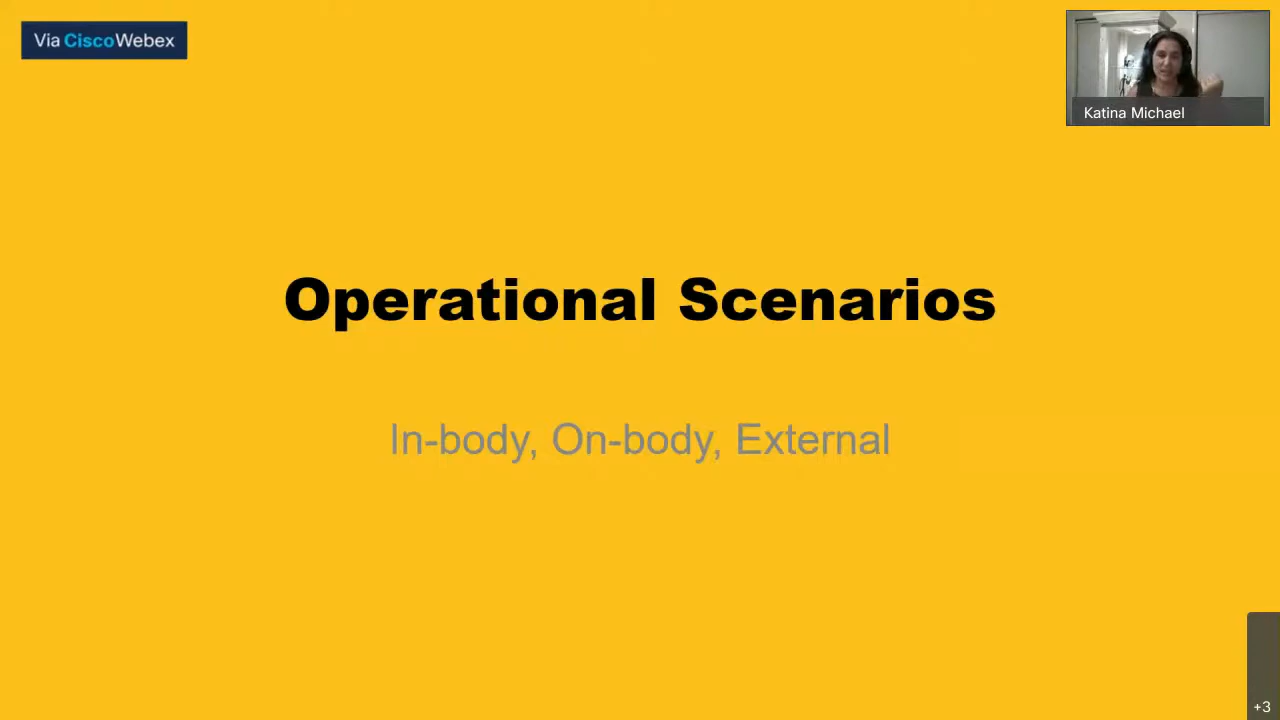 Via CiscoWebex
Katina Michael
Operational Scenarios
In-body, On-body, External
+3